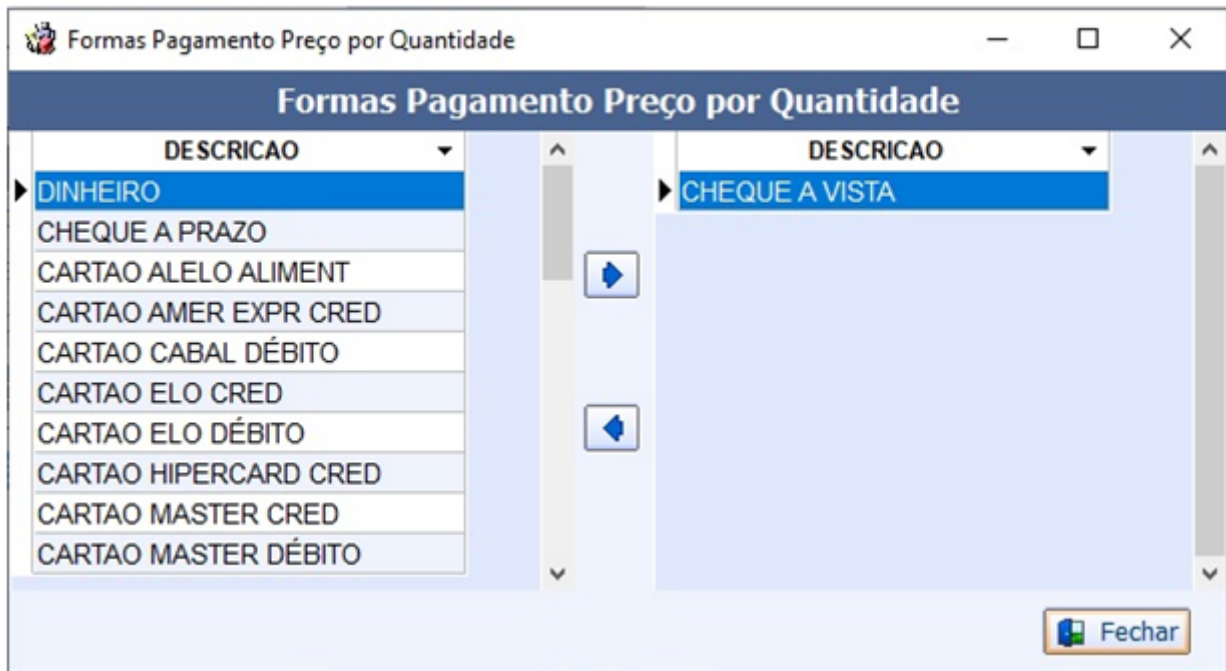 Formas Pagamento Preço por Quantidade
Formas Pagamento Preço por Quantidade
DESCRICAO
DINHEIRO
CHEQUE A PRAZO
CARTAO ALELO ALIMENT
CARTAO AMER EXPR CRED
CARTAO CABAL DÉBITO
CARTAO ELO CRED
CARTAO ELO DÉBITO
CARTAO HIPERCARD CRED
CARTAO MASTER CRED
CARTAO MASTER DÉBITO
DESCRICAO
CHEQUE A VISTA
Fechar